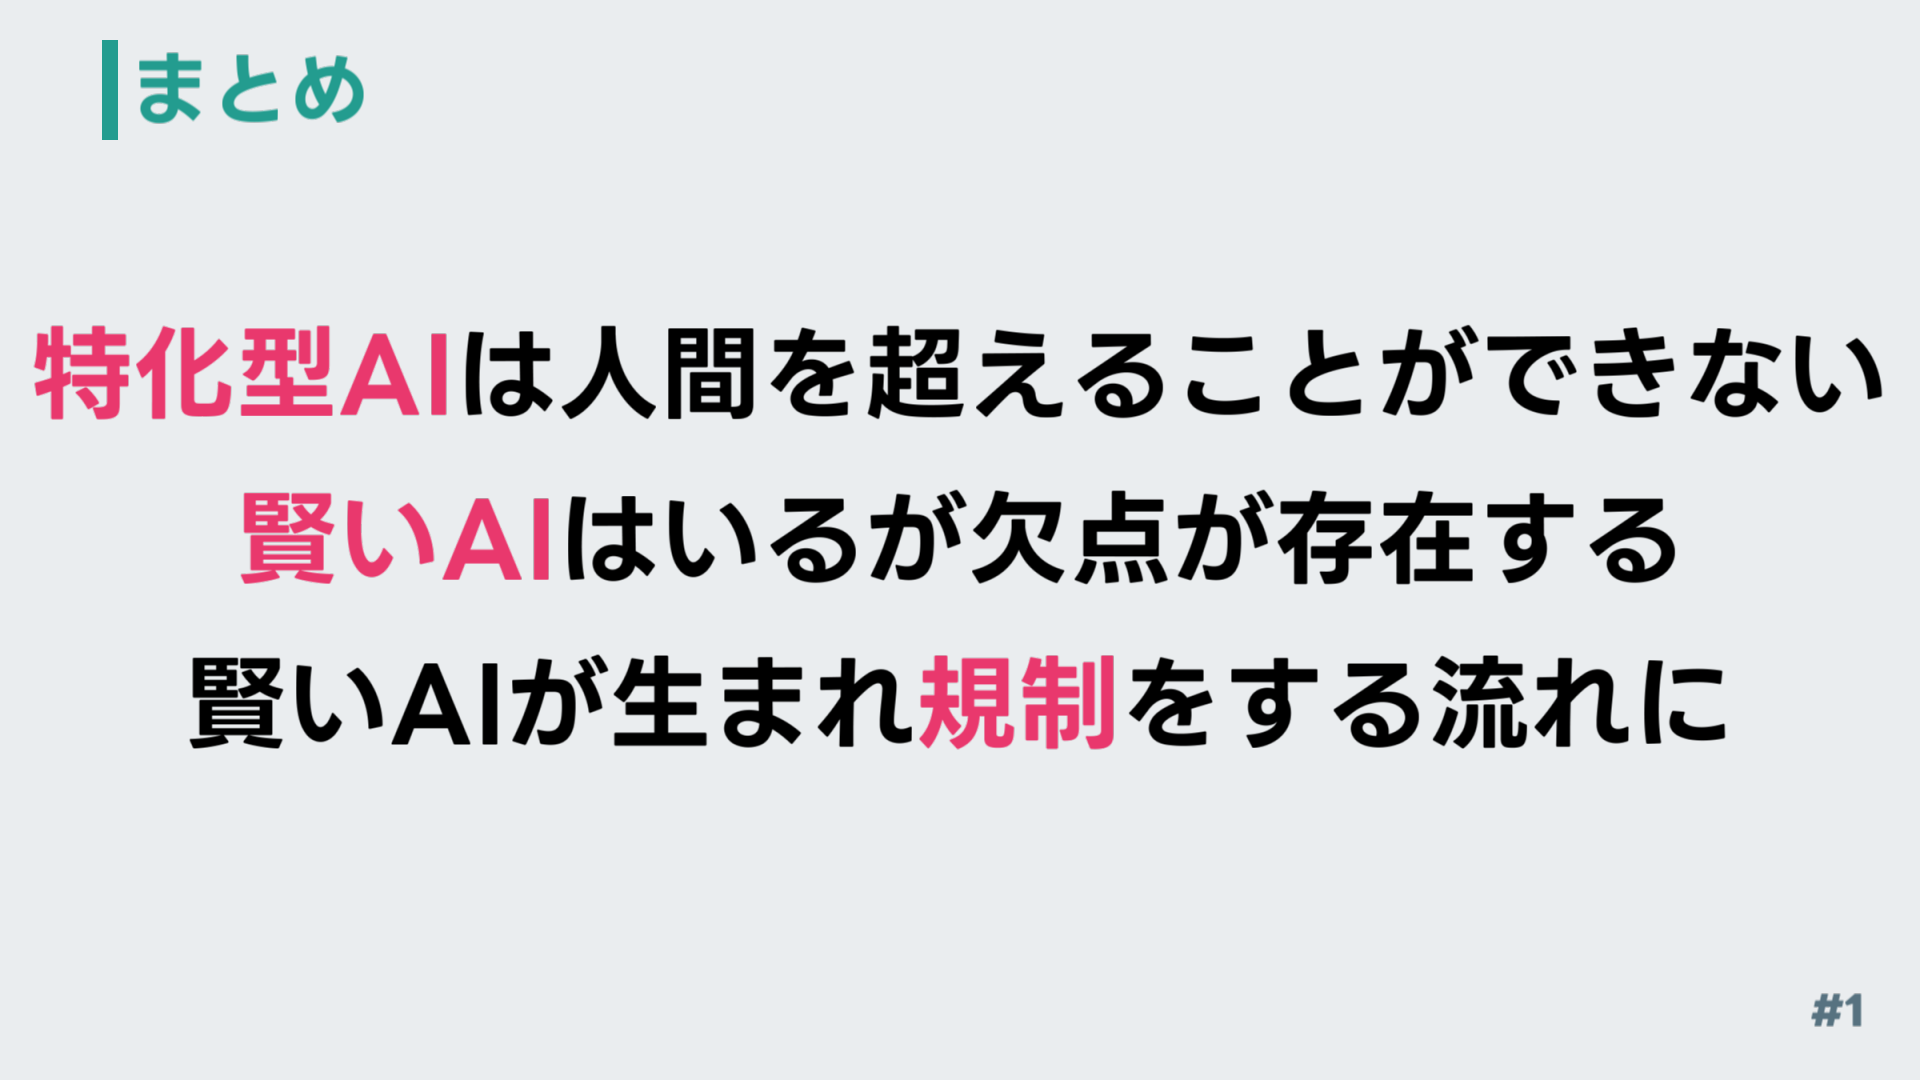 まとめ
特化型AIは人間を超えることができない
賢いAIはいるが欠点が存在する
賢いAIが生まれ規制をする流れに
#1